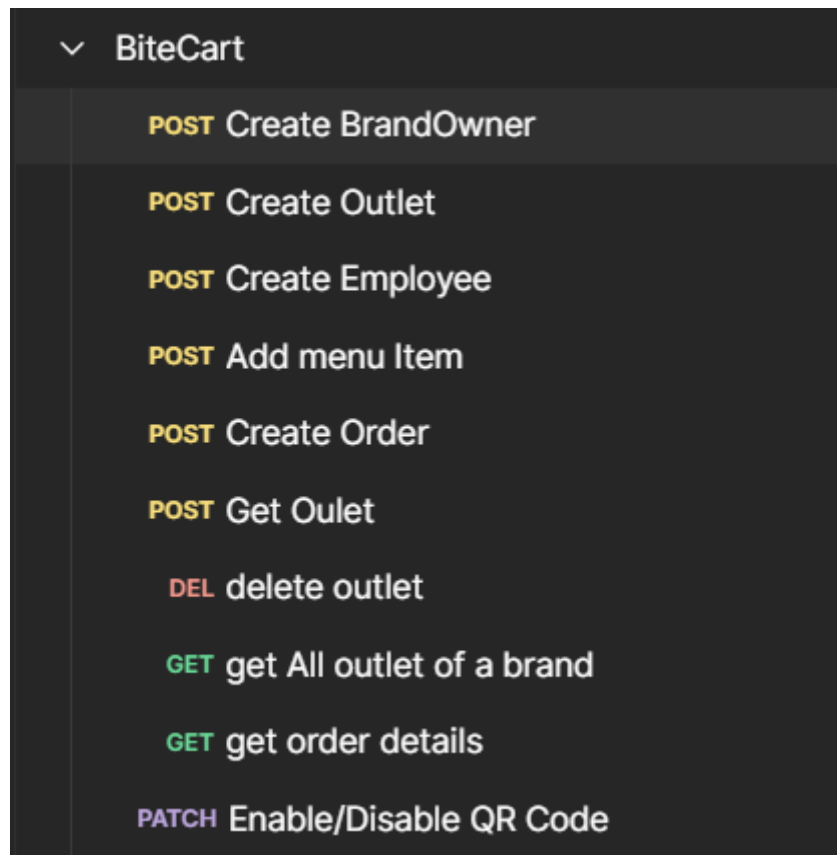 BiteCart
POST Create BrandOwner
POST Create Outlet
POST Create Employee
POST Add menu Item
POST Create Order
POST Get Oulet
DEL delete outlet
GET get All outlet of a brand
GET get order details
PATCH Enable/Disable QR Code